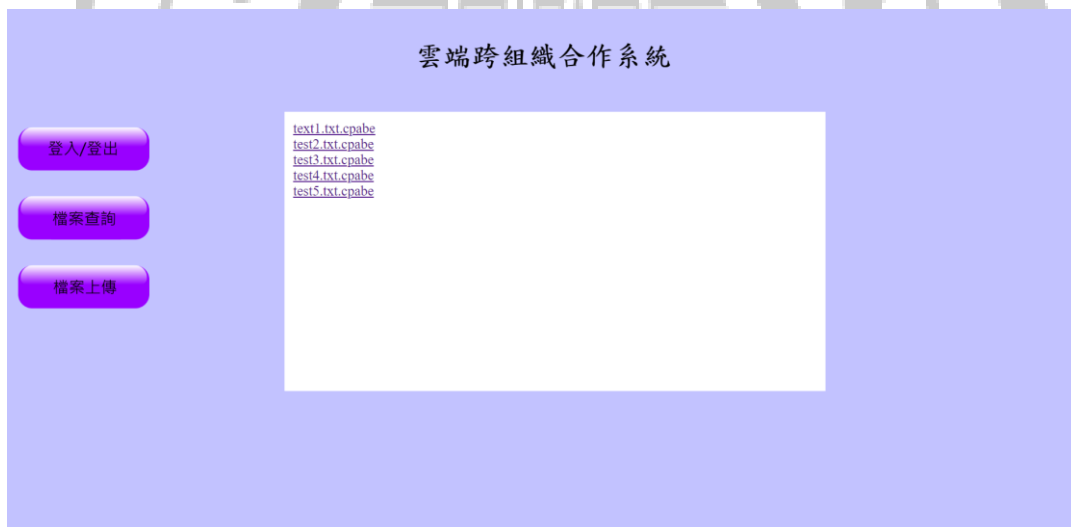 雲端跨組織合作系統
登入/登出
檔案查詢
檔案上傳
text1.txt.cpabe
test2.txt.cpabe
test3.txt.cpabe
test4.txt.cpabe
test5.txt.cpabe